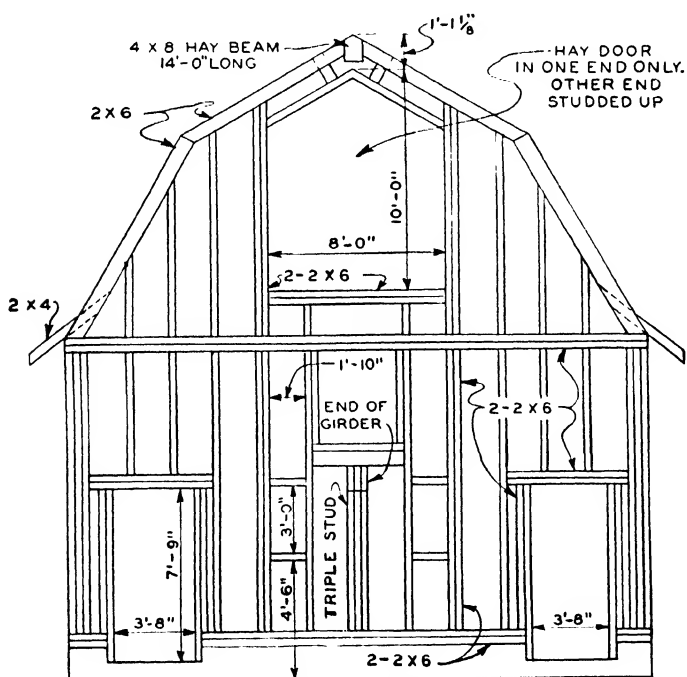 1'-1⅛"
4 X 8 HAY BEAM
14'-0" LONG
HAY DOOR
IN ONE END ONLY.
OTHER END
STUDDED UP
2 X 6
10'-0"
8'-0"
2-2 X 6
2 X 4
1'-10"
END OF
GIRDER
2-2 X 6
3'-0"
TRIPLE STUD
7'-9"
4'-6"
3'-8"
3'-8"
2-2 X 6